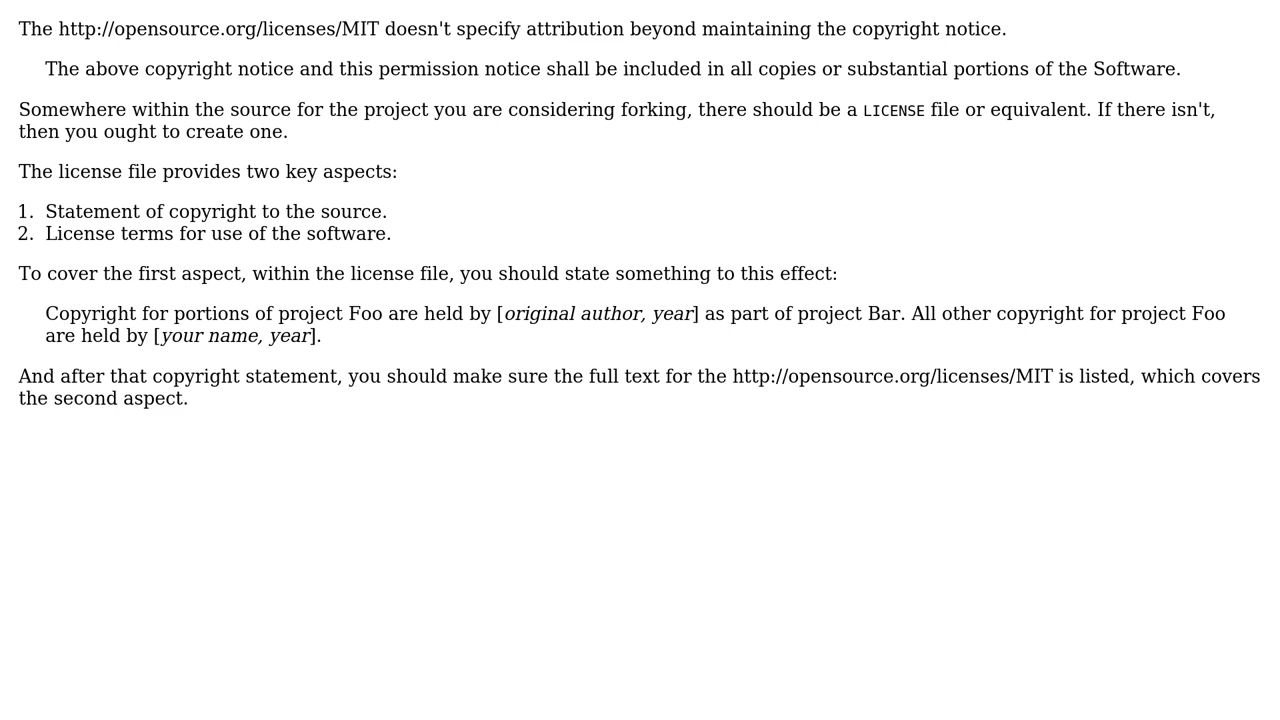 The http://opensource.org/licenses/MIT doesn't specify attribution beyond maintaining the copyright notice.
The above copyright notice and this permission notice shall be included in all copies or substantial portions of the Software.
Somewhere within the source for the project you are considering forking, there should be a LICENSE file or equivalent. If there isn't,
then you ought to create one.
The license file provides two key aspects:
1. Statement of copyright to the source.
2. License terms for use of the software.
To cover the first aspect, within the license file, you should state something to this effect:
Copyright for portions of project Foo are held by [original author, year] as part of project Bar. All other copyright for project Foo
are held by [your name, year].
And after that copyright statement, you should make sure the full text for the http://opensource.org/licenses/MIT is listed, which covers
the second aspect.